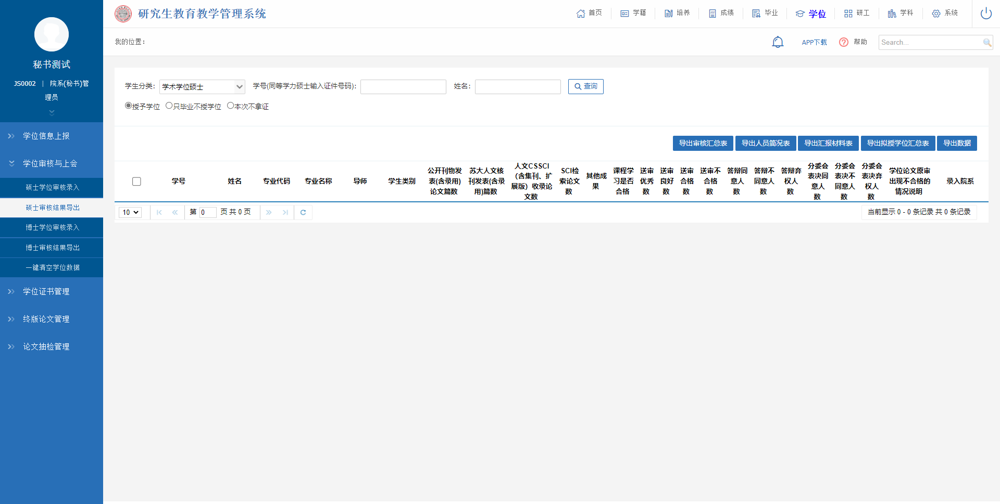 研究生教育教学管理系统
首页
学籍
培养
成绩
毕业
学位
研工
学科
系统
秘书测试
JS0002 | 院系(秘书)管
理员
我的位置：
APP下载
帮助
Search...
学位信息上报
学位审核与上会
硕士学位审核录入
硕士审核结果导出
博士学位审核录入
博士审核结果导出
一键清空学位数据
学位证书管理
终版论文管理
论文抽检管理
学生分类: 学术学位硕士 学号(同等学力硕士输入证件号码): 姓名: 查询
授予学位 只毕业不授学位 本次不拿证
导出审核汇总表 导出人员简况表 导出汇报材料表 导出拟授学位汇总表 导出数据
学号
姓名
专业代码
专业名称
导师
学生类别
公开刊物发
表(含录用)
论文篇数
苏大人文核
刊发表(含录
用)篇数
人文CSSCI
（含集刊、扩
展版）收录论
文数
SCI检
索论文
数
其他成
果
课程学
习是否
合格
送审
优秀
数
送审
良好
数
送审
合格
数
送审不
合格
数
答辩同
意人
数
答辩不
同意人
数
答辩弃
权人
数
分委会
表决同
意人
数
分委会
表决不
同意人
数
分委会
表决弃
权人
数
学位论文原审
出现不合格的
情况说明
录入院系
10 第 0 页 共 0 页
当前显示 0 - 0 条记录 共 0 条记录